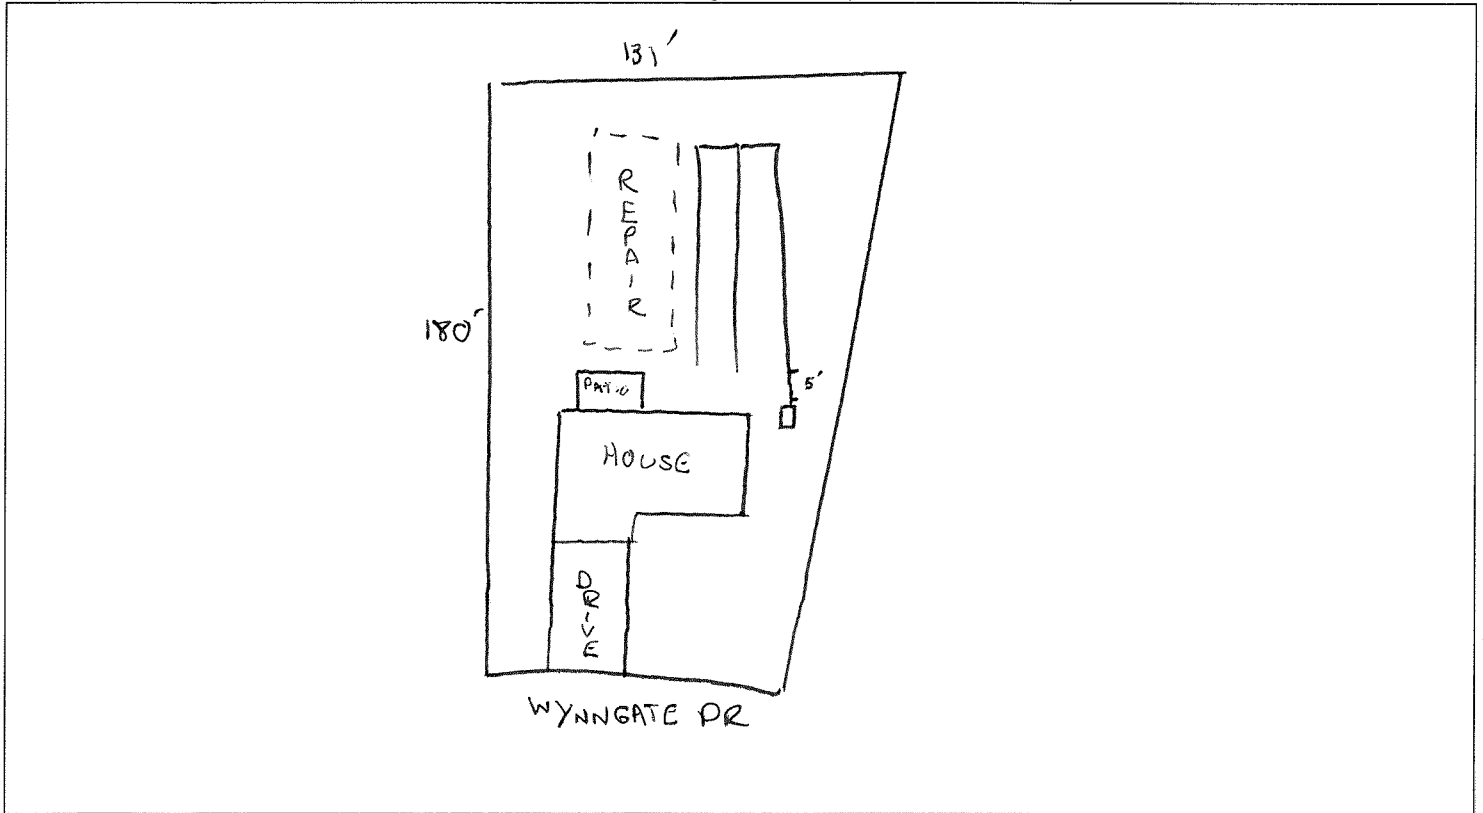 131'
REPAIR
180'
PATIO
5'
HOUSE
DRIVE
WYNNGATE DR